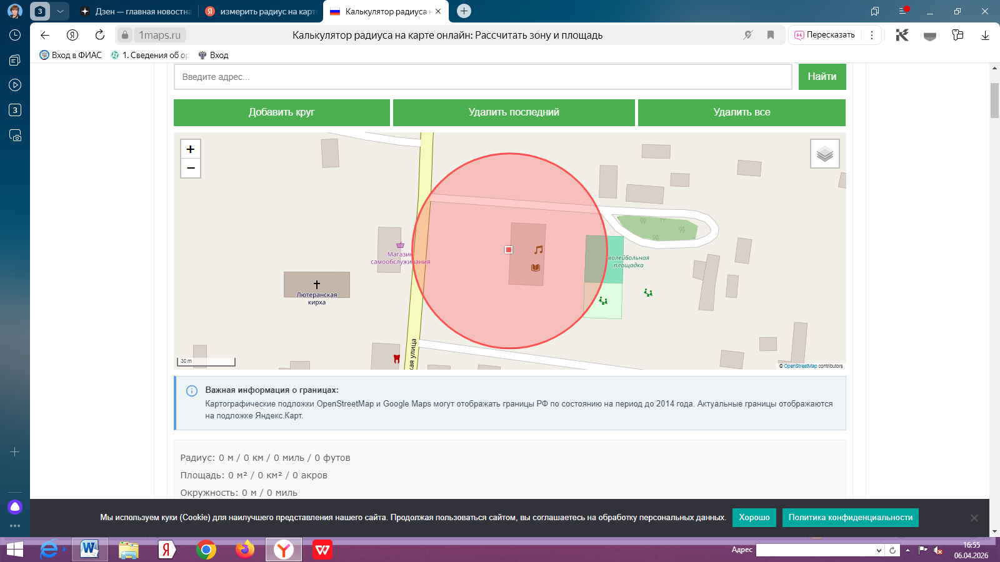 3
Дзен — главная новостна
измерить радиус на карте
Калькулятор радиуса н
1maps.ru
Калькулятор радиуса на карте онлайн: Рассчитать зону и площадь
Пересказать
Вход в ФИАС
1. Сведения об ор
Вход
3
Введите адрес...
Найти
Добавить круг
Удалить последний
Удалить все
+
−
Магазин
самообслуживания
Лютеранская
кирха
волейбольная
площадка
кая улица
30 m
© OpenStreetMap contributors
Важная информация о границах:
Картографические подложки OpenStreetMap и Google Maps могут отображать границы РФ по состоянию на период до 2014 года. Актуальные границы отображаются
на подложке Яндекс.Карт.
Радиус: 0 м / 0 км / 0 миль / 0 футов
Площадь: 0 м² / 0 км² / 0 акров
Окружность: 0 м / 0 миль
Мы используем куки (Cookie) для наилучшего представления нашего сайта. Продолжая пользоваться сайтом, вы соглашаетесь на обработку персональных данных.
Хорошо
Политика конфиденциальности
Адрес
16:55
06.04.2026